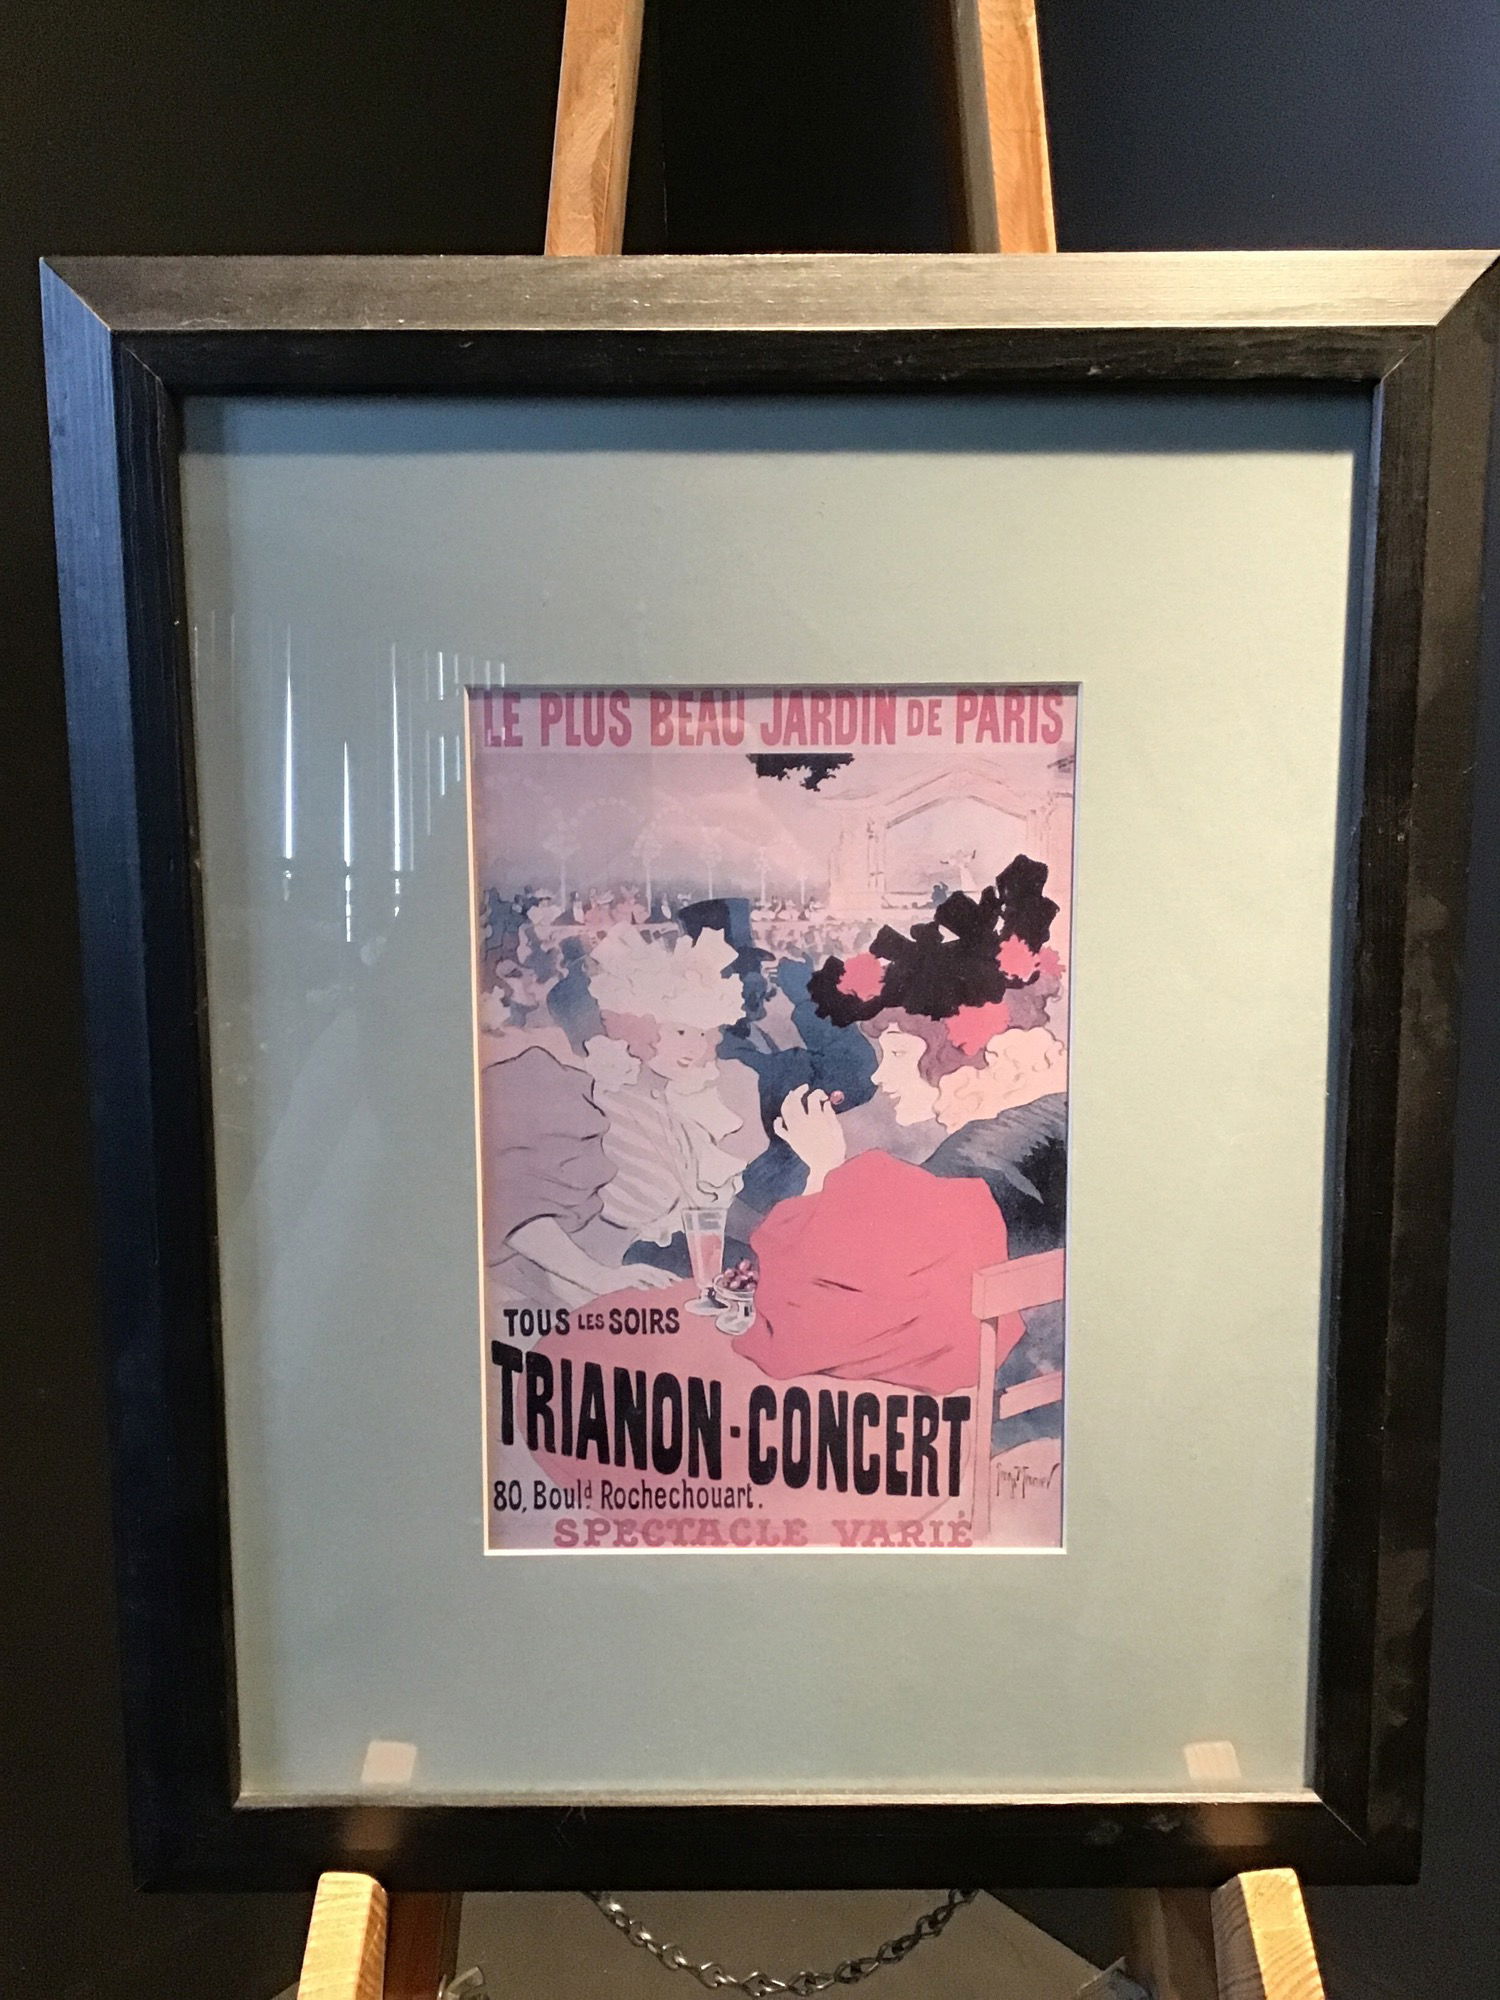 LE PLUS BEAU JARDIN DE PARIS
TOUS LES SOIRS
TRIANON-CONCERT
80, Boulᵈ Rochechouart.
SPECTACLE VARIÉ